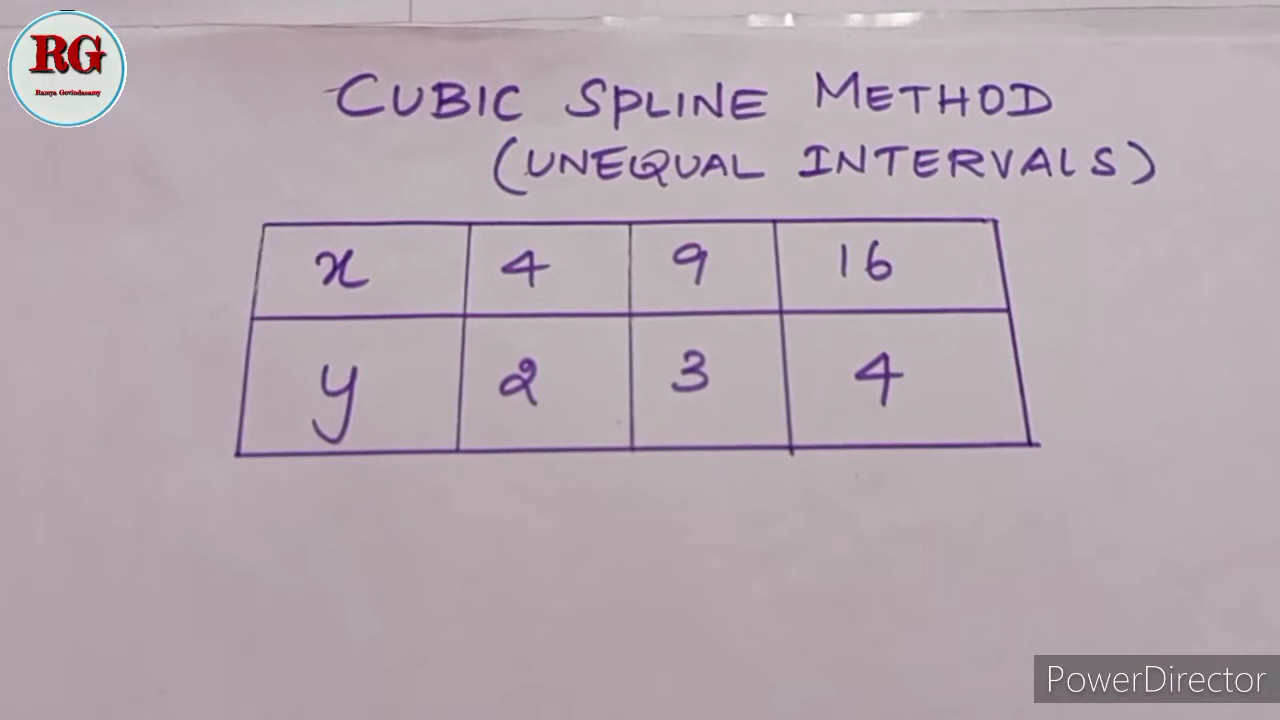 RG
Ramya Govindasamy
CUBIC SPLINE METHOD
(UNEQUAL INTERVALS)
x 4 9 16
y 2 3 4
PowerDirector